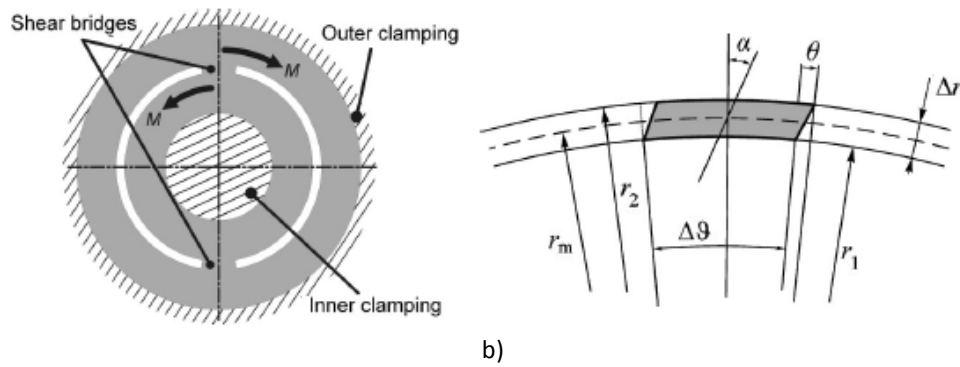 Shear bridges
Outer clamping
M
M
Inner clamping
α
θ
Δr
r₂
Δϑ
rₘ
r₁
b)